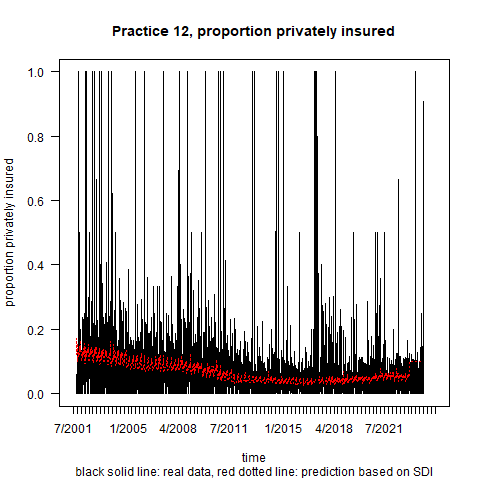 Practice 12, proportion privately insured
proportion privately insured
1.0
0.8
0.6
0.4
0.2
0.0
7/2001 1/2005 4/2008 7/2011 1/2015 4/2018 7/2021
time
black solid line: real data, red dotted line: prediction based on SDI